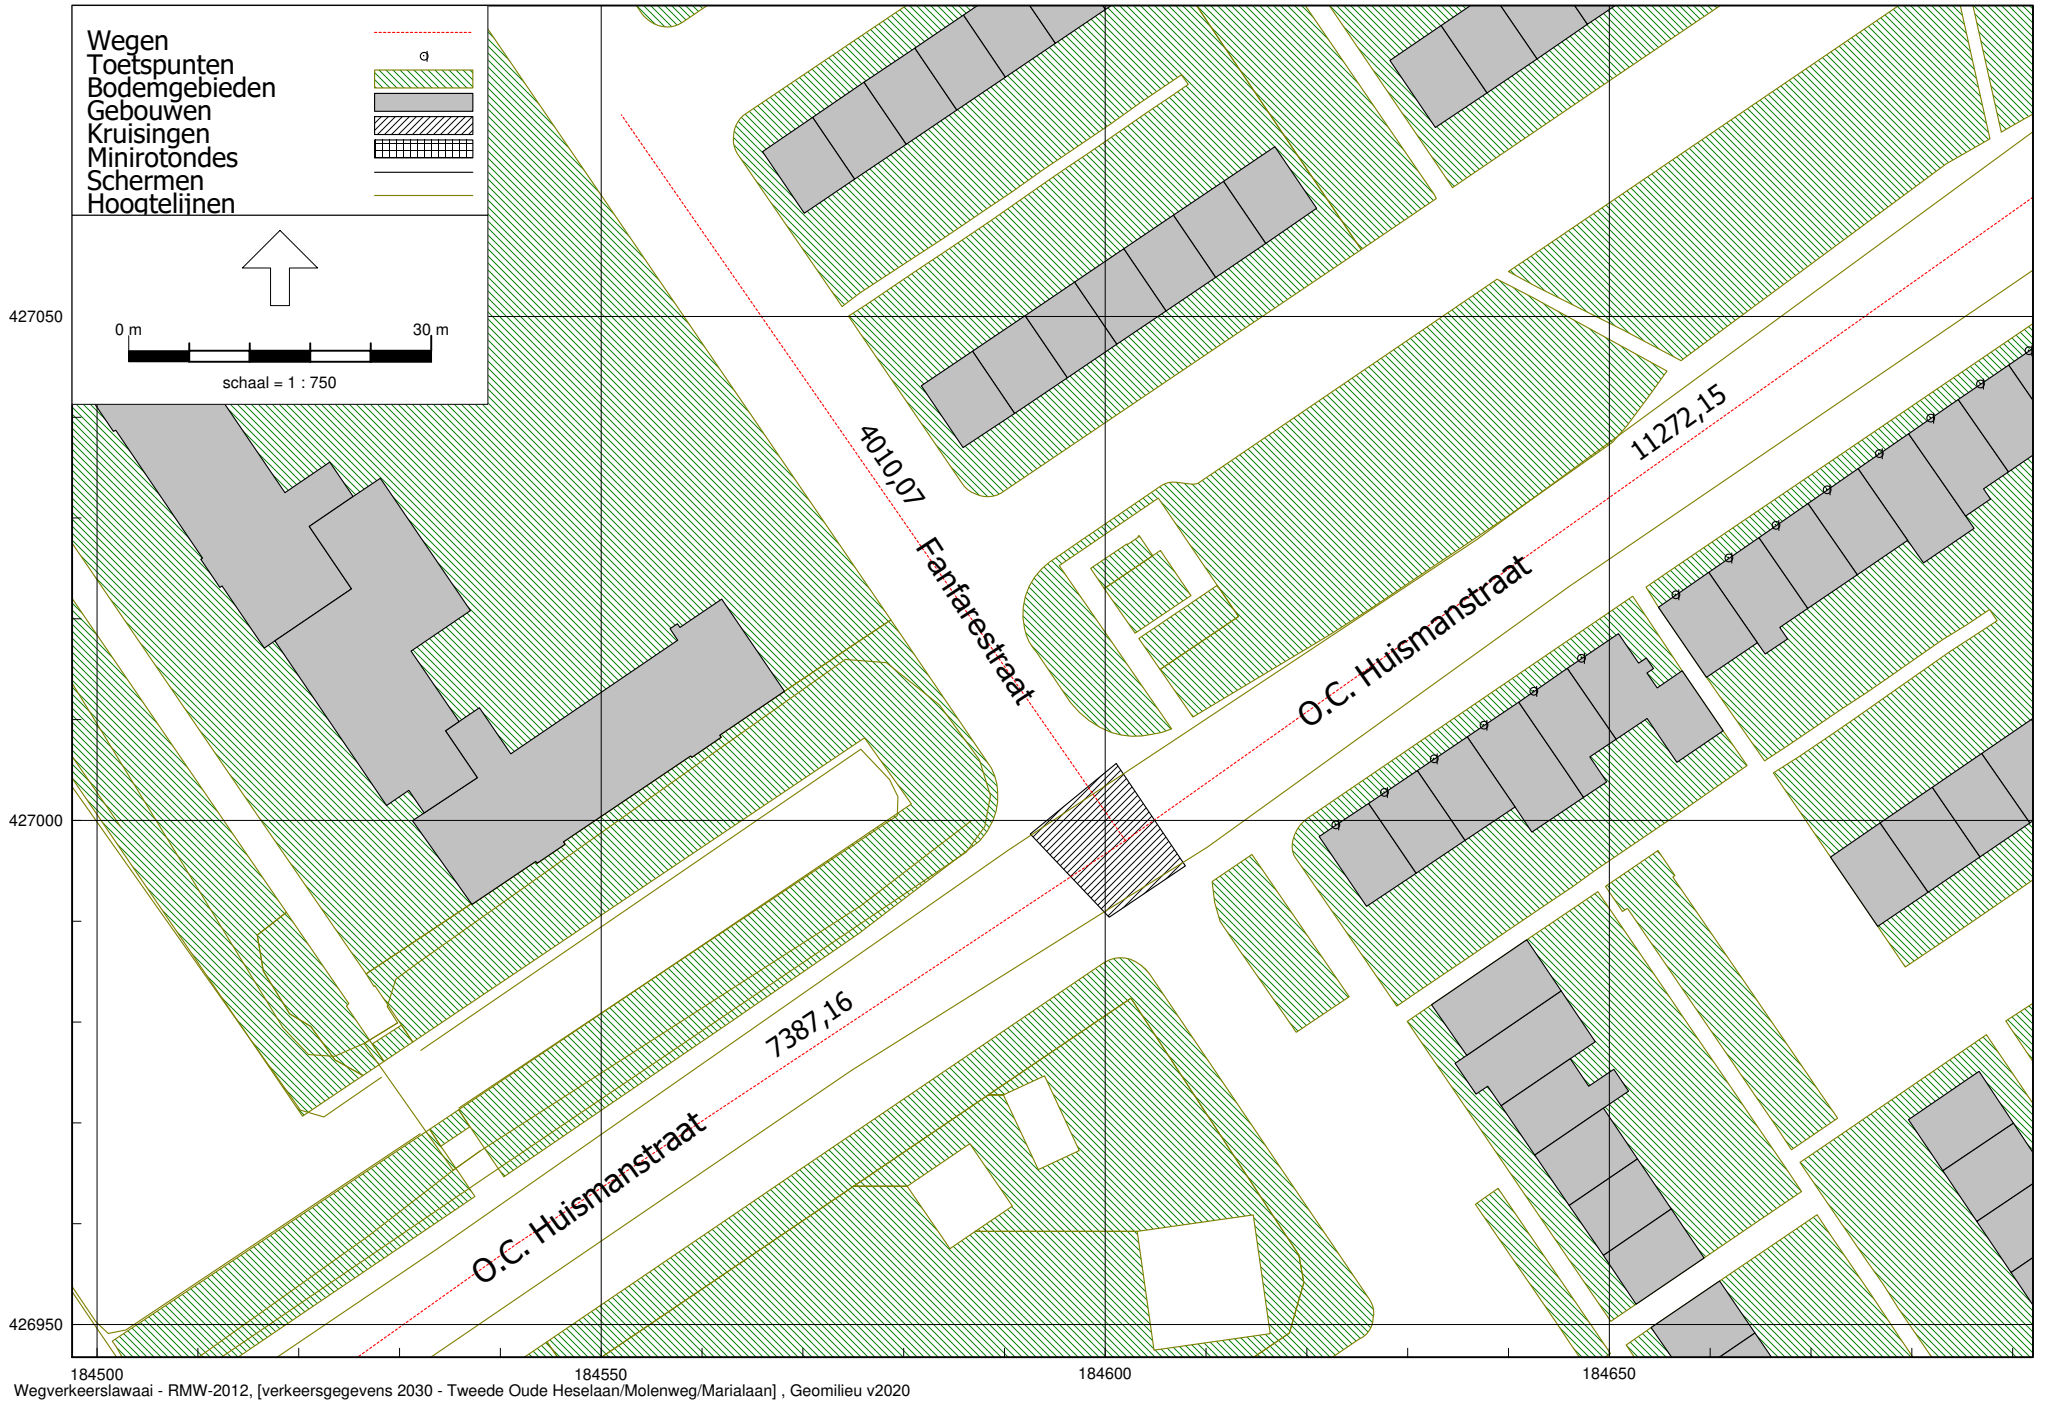 Wegen
Toetspunten
Bodemgebieden
Gebouwen
Kruisingen
Minirotondes
Schermen
Hoogtelijnen
0 m 30 m
schaal = 1 : 750
427050
427000
426950
4010,07
Fanfarestraat
11272,15
O.C. Huismanstraat
7387,16
O.C. Huismanstraat
184500 184550 184600 184650
Wegverkeerslawaai - RMW-2012, [verkeersgegevens 2030 - Tweede Oude Heselaan/Molenweg/Marialaan] , Geomilieu v2020